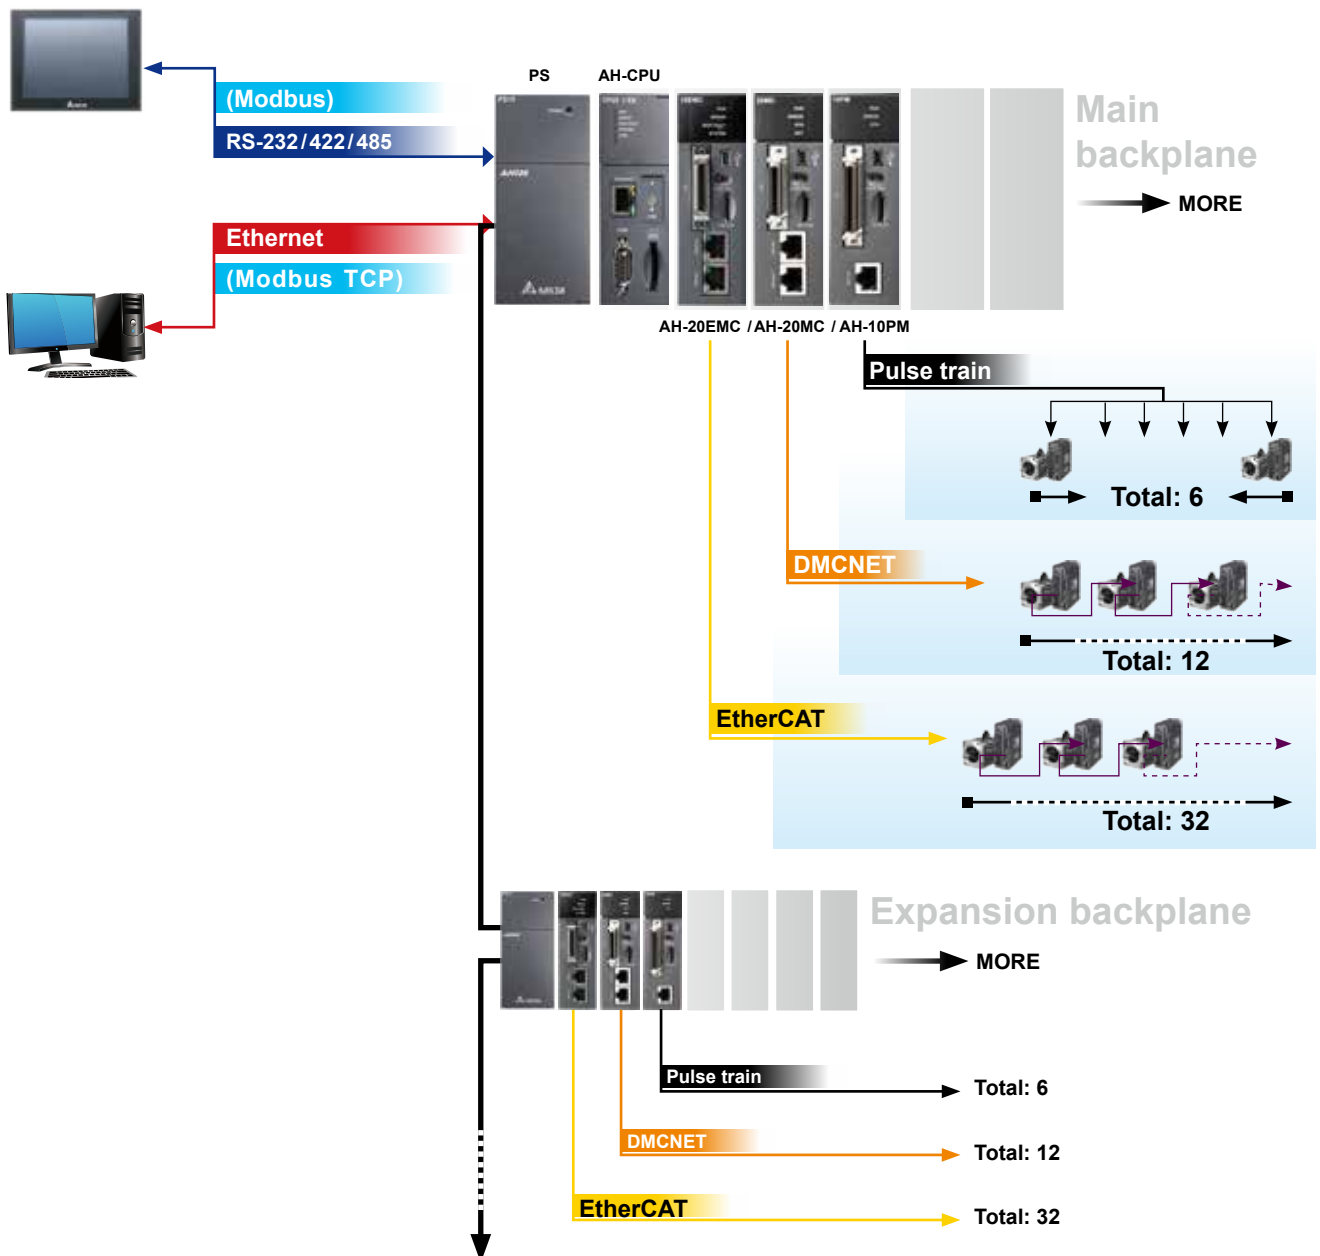 PS
AH-CPU
(Modbus)
RS-232/422/485
Ethernet
(Modbus TCP)
Main
backplane
MORE
AH-20EMC / AH-20MC / AH-10PM
Pulse train
Total: 6
DMCNET
Total: 12
EtherCAT
Total: 32
Expansion backplane
MORE
Pulse train
Total: 6
DMCNET
Total: 12
EtherCAT
Total: 32